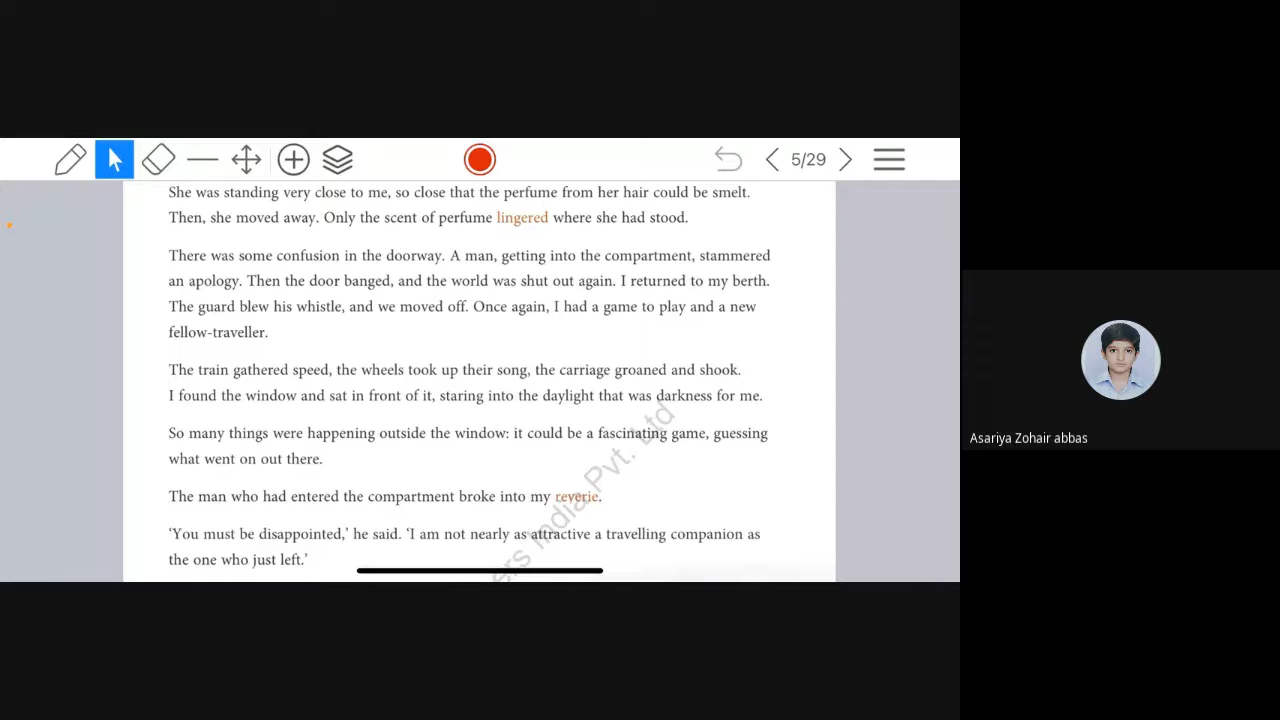 5/29
She was standing very close to me, so close that the perfume from her hair could be smelt.
Then, she moved away. Only the scent of perfume lingered where she had stood.
There was some confusion in the doorway. A man, getting into the compartment, stammered
an apology. Then the door banged, and the world was shut out again. I returned to my berth.
The guard blew his whistle, and we moved off. Once again, I had a game to play and a new
fellow-traveller.
The train gathered speed, the wheels took up their song, the carriage groaned and shook.
I found the window and sat in front of it, staring into the daylight that was darkness for me.
So many things were happening outside the window: it could be a fascinating game, guessing
what went on out there.
The man who had entered the compartment broke into my reverie.
‘You must be disappointed,’ he said. ‘I am not nearly as attractive a travelling companion as
the one who just left.’
ers India Pvt. Ltd
Asariya Zohair abbas